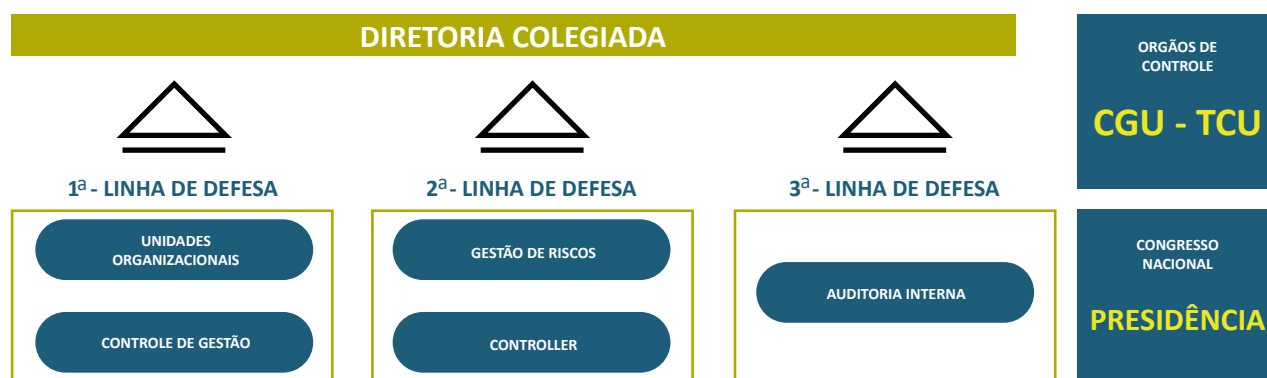 DIRETORIA COLEGIADA
1ª - LINHA DE DEFESA
UNIDADES
ORGANIZACIONAIS
CONTROLE DE GESTÃO
2ª - LINHA DE DEFESA
GESTÃO DE RISCOS
CONTROLLER
3ª - LINHA DE DEFESA
AUDITORIA INTERNA
ORGÃOS DE
CONTROLE
CGU - TCU
CONGRESSO
NACIONAL
PRESIDÊNCIA